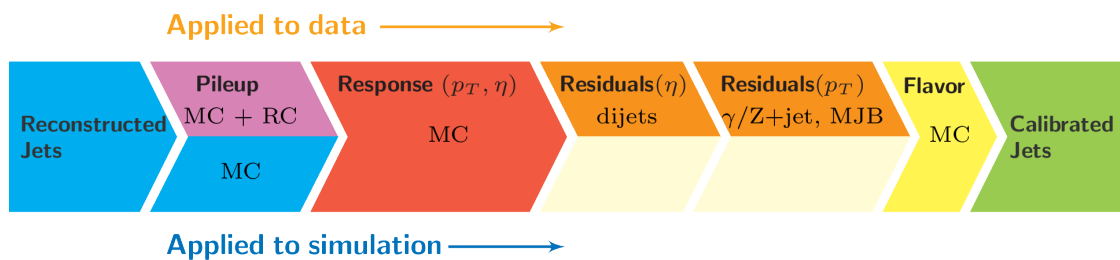 Applied to data
Reconstructed
Jets
Pileup
MC + RC
MC
Response (p_T, η)
MC
Residuals(η)
dijets
Residuals(p_T)
γ/Z+jet, MJB
Flavor
MC
Calibrated
Jets
Applied to simulation